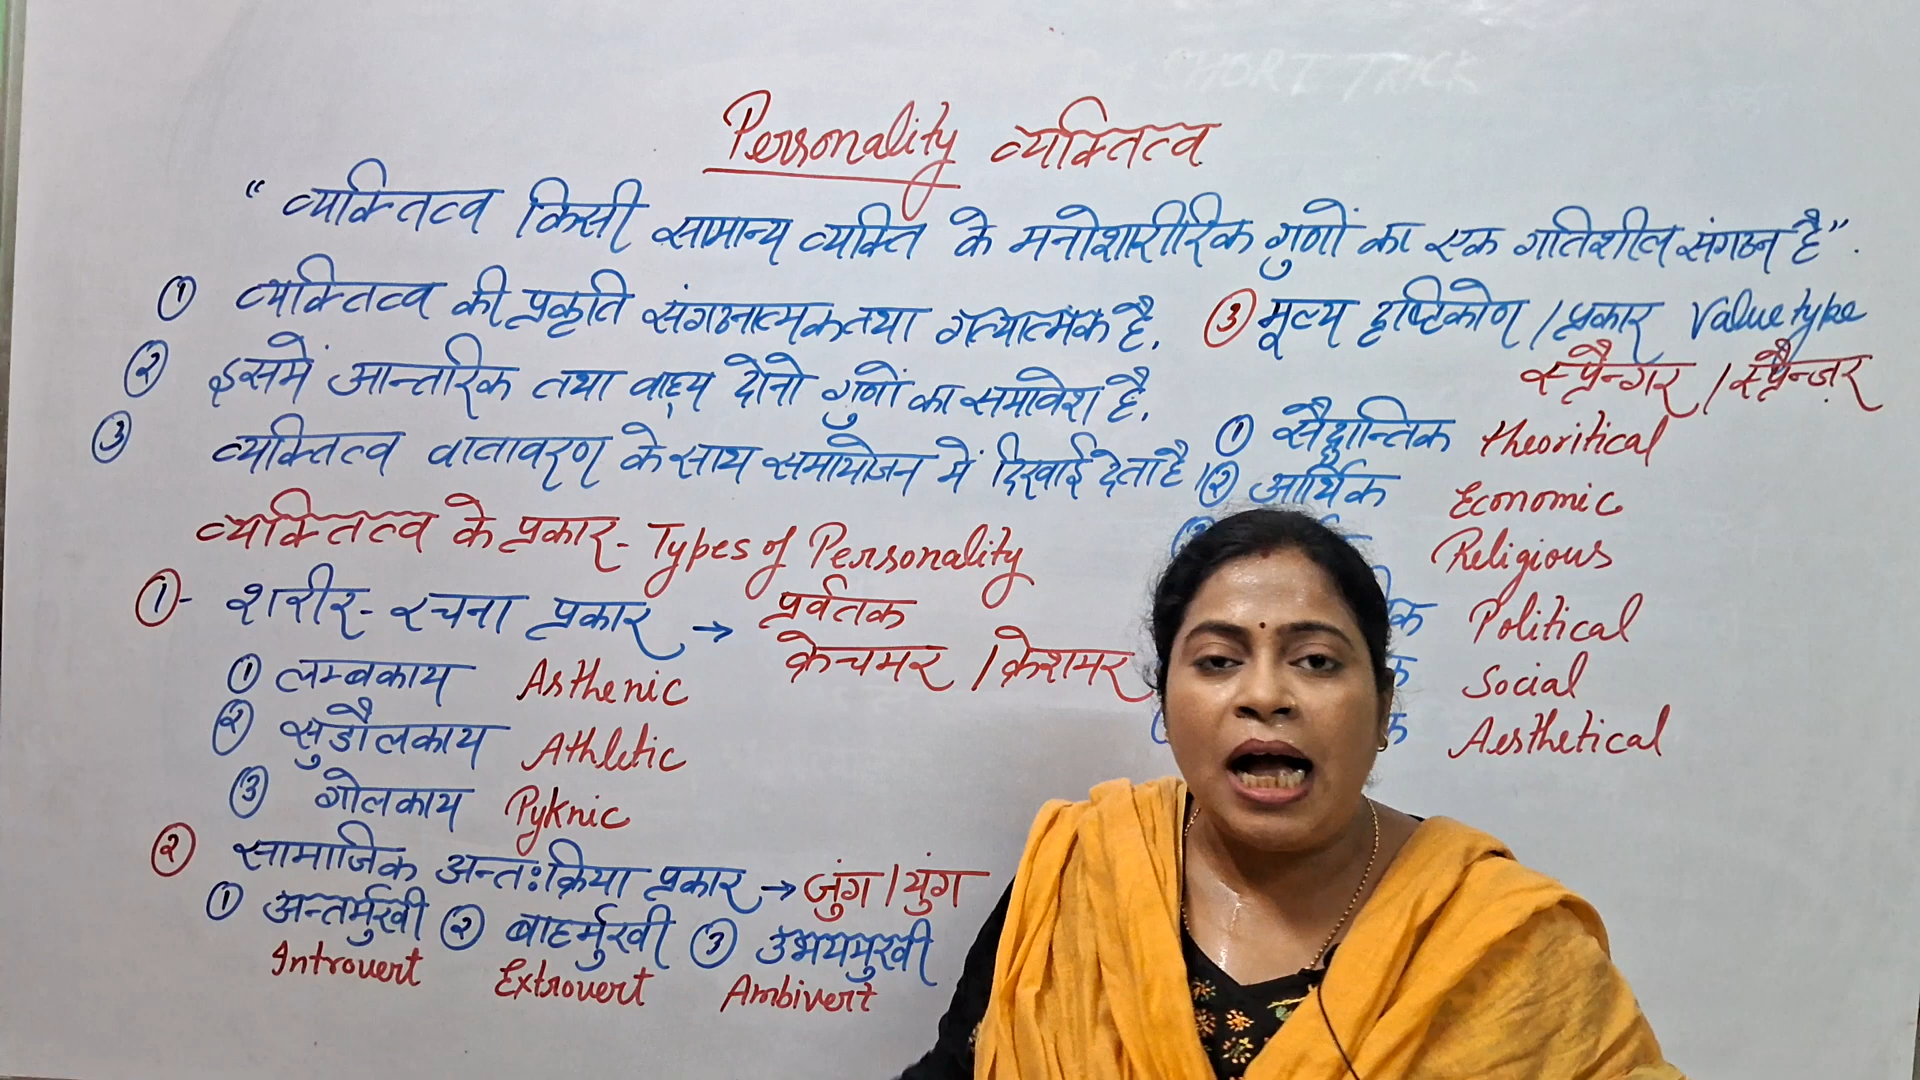 SHORT TRICK
Personality व्यक्तित्व
“ व्यक्तित्व किसी सामान्य व्यक्ति के मनोशारीरिक गुणों का एक गतिशील संगठन है”.
① व्यक्तित्व की प्रकृति संगठनात्मक तथा गत्यात्मक है.
② इसमें आन्तरिक तथा वाह्य दोनो गुणों का समावेश है.
③ व्यक्तित्व वातावरण के साथ समायोजन में दिखाई देता है
व्यक्तित्व के प्रकार- Types of Personality
①- शरीर-रचना प्रकार → प्रर्वतक
क्रेचमर / क्रेशमर
① लम्बकाय Asthenic
② सुडौलकाय Athletic
③ गोलकाय Pyknic
② सामाजिक अन्तःक्रिया प्रकार → जुंग / युंग
① अन्तर्मुखी ② बाहर्मुखी ③ उभयमुखी
Introvert Extrovert Ambivert
③ मूल्य दृष्टिकोण / प्रकार Value type
स्प्रैन्गर / स्प्रैन्ज़र
① सैद्धान्तिक theoritical
② आर्थिक Economic
Religious
क Political
क Social
क Aesthetical